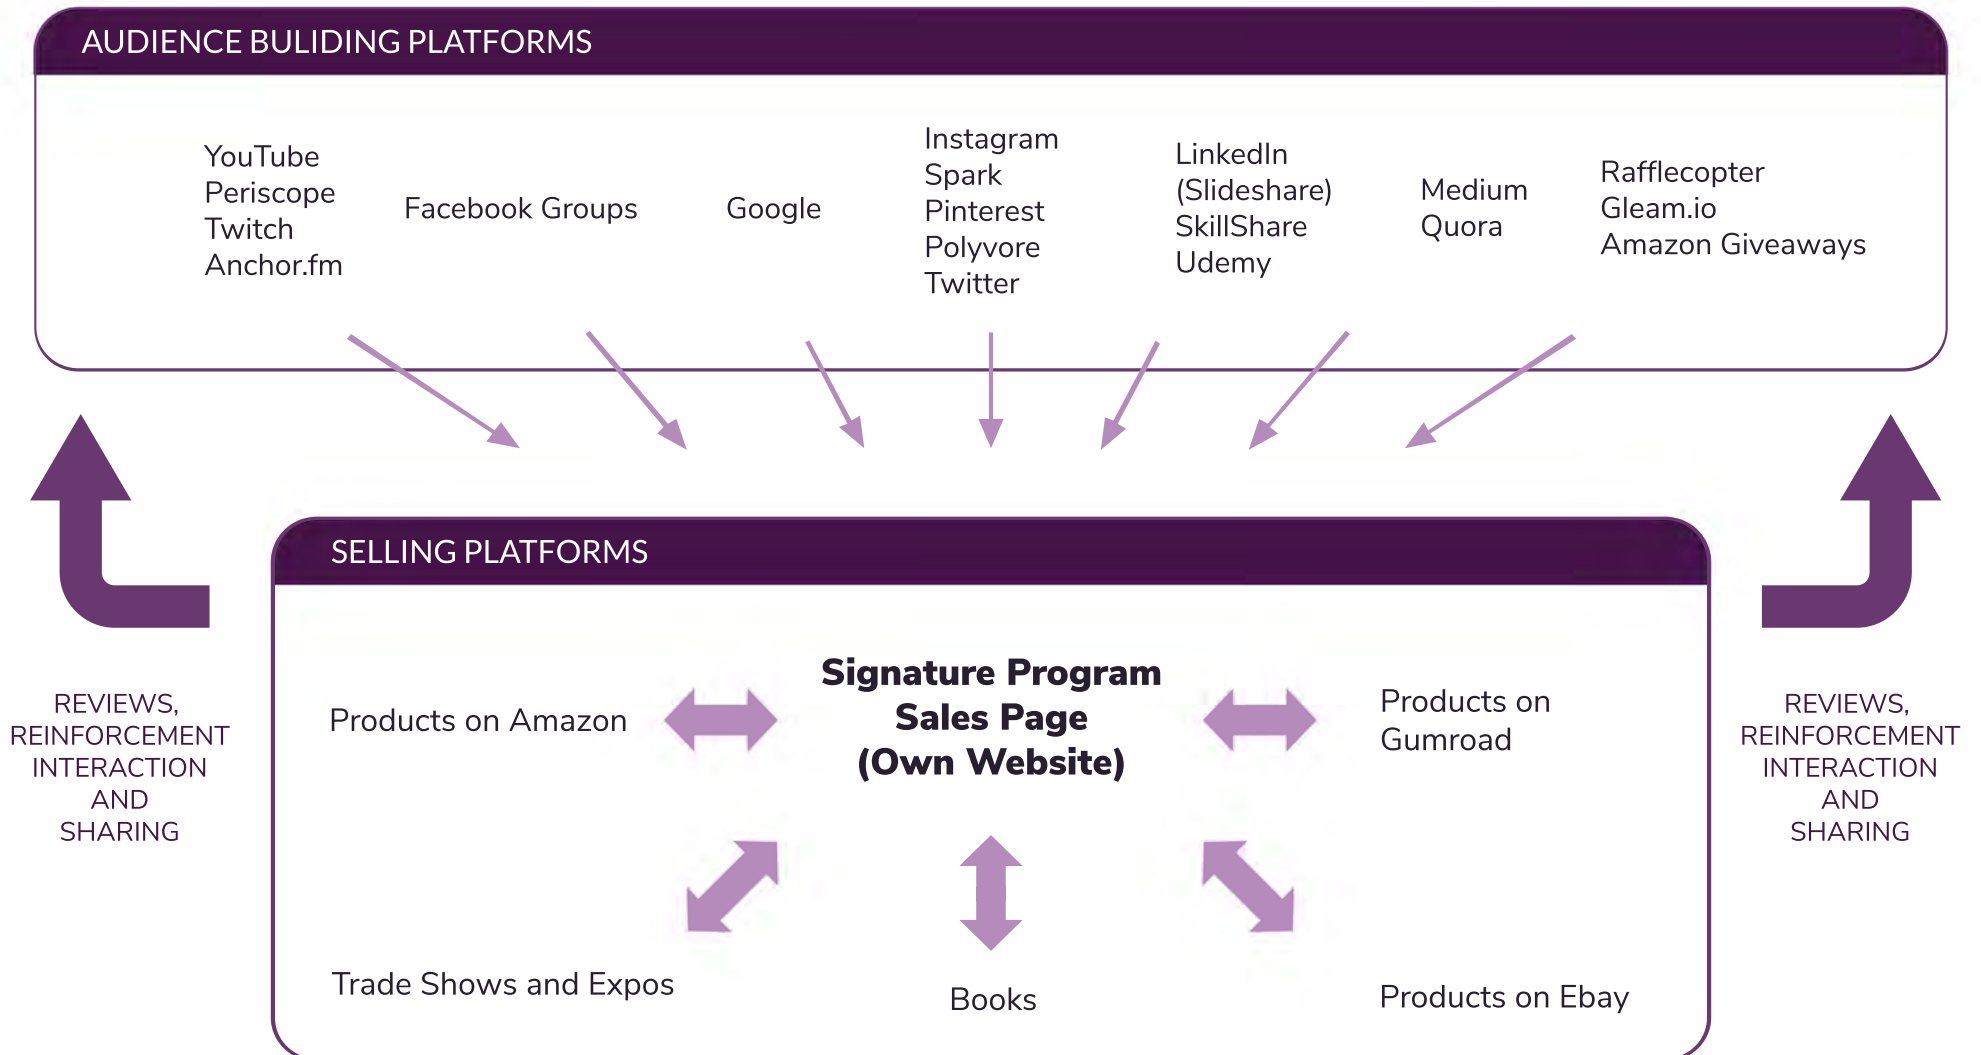 AUDIENCE BULIDING PLATFORMS
YouTube
Periscope
Twitch
Anchor.fm
Facebook Groups
Google
Instagram
Spark
Pinterest
Polyvore
Twitter
LinkedIn
(Slideshare)
SkillShare
Udemy
Medium
Quora
Rafflecopter
Gleam.io
Amazon Giveaways
SELLING PLATFORMS
REVIEWS,
REINFORCEMENT
INTERACTION
AND
SHARING
Products on Amazon
Signature Program
Sales Page
(Own Website)
Products on
Gumroad
Trade Shows and Expos
Books
Products on Ebay
REVIEWS,
REINFORCEMENT
INTERACTION
AND
SHARING